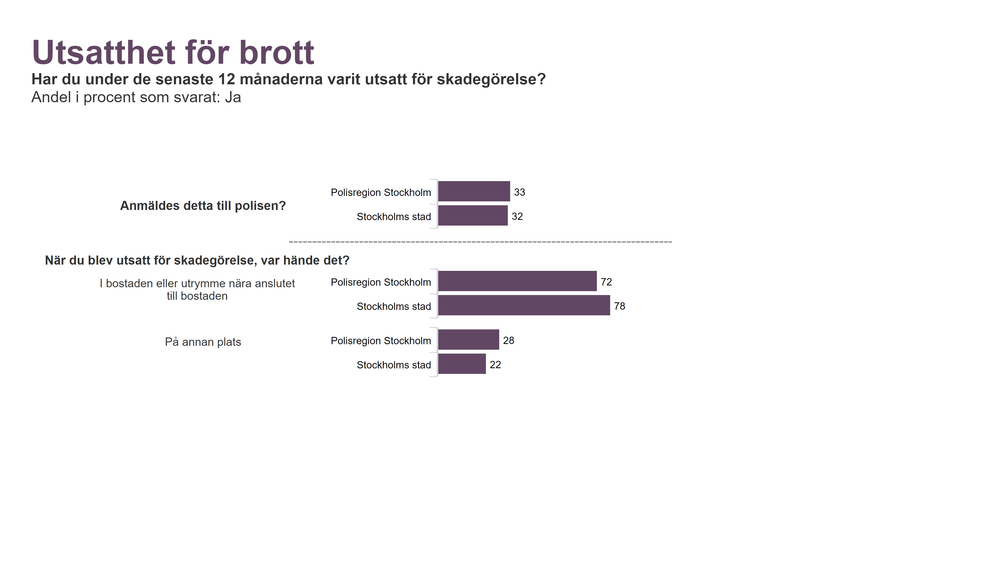 Utsatthet för brott
Har du under de senaste 12 månaderna varit utsatt för skadegörelse?
Andel i procent som svarat: Ja
Anmäldes detta till polisen?
Polisregion Stockholm 33
Stockholms stad 32
När du blev utsatt för skadegörelse, var hände det?
I bostaden eller utrymme nära anslutet
till bostaden
Polisregion Stockholm 72
Stockholms stad 78
På annan plats
Polisregion Stockholm 28
Stockholms stad 22